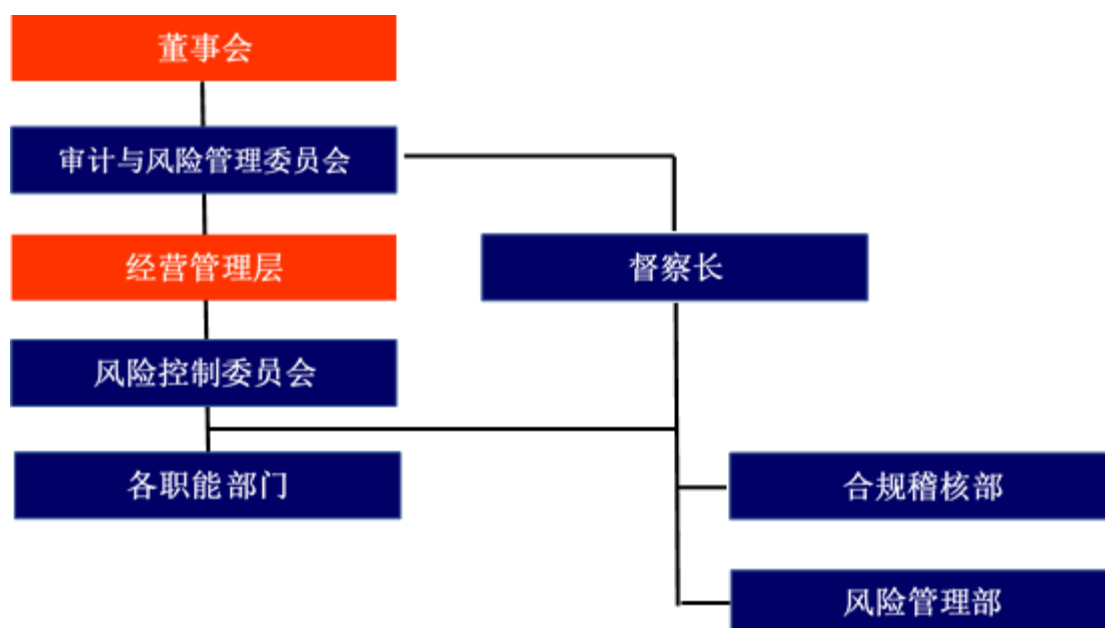 董事会
审计与风险管理委员会
经营管理层
督察长
风险控制委员会
各职能部门
合规稽核部
风险管理部